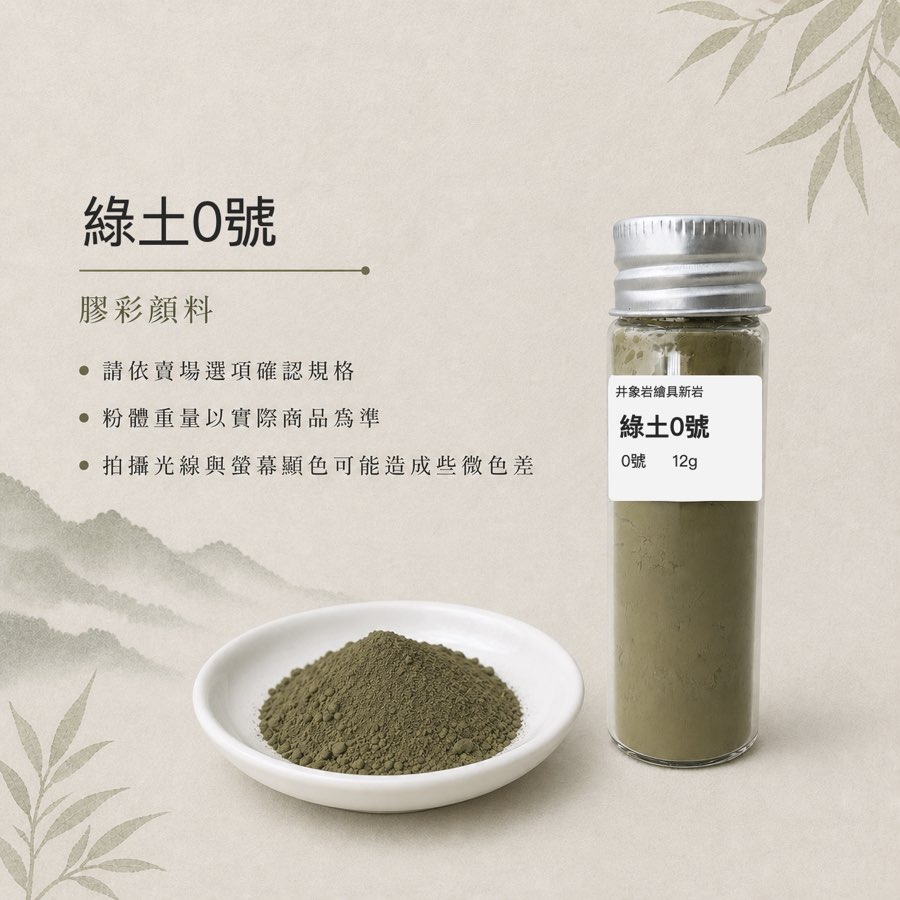 綠土0號
膠彩顔料
請依賣場選項確認規格
粉體重量以實際商品為準
拍攝光線與螢幕顯色可能造成些微色差
井象岩繪具新岩
綠土0號
0號 12g